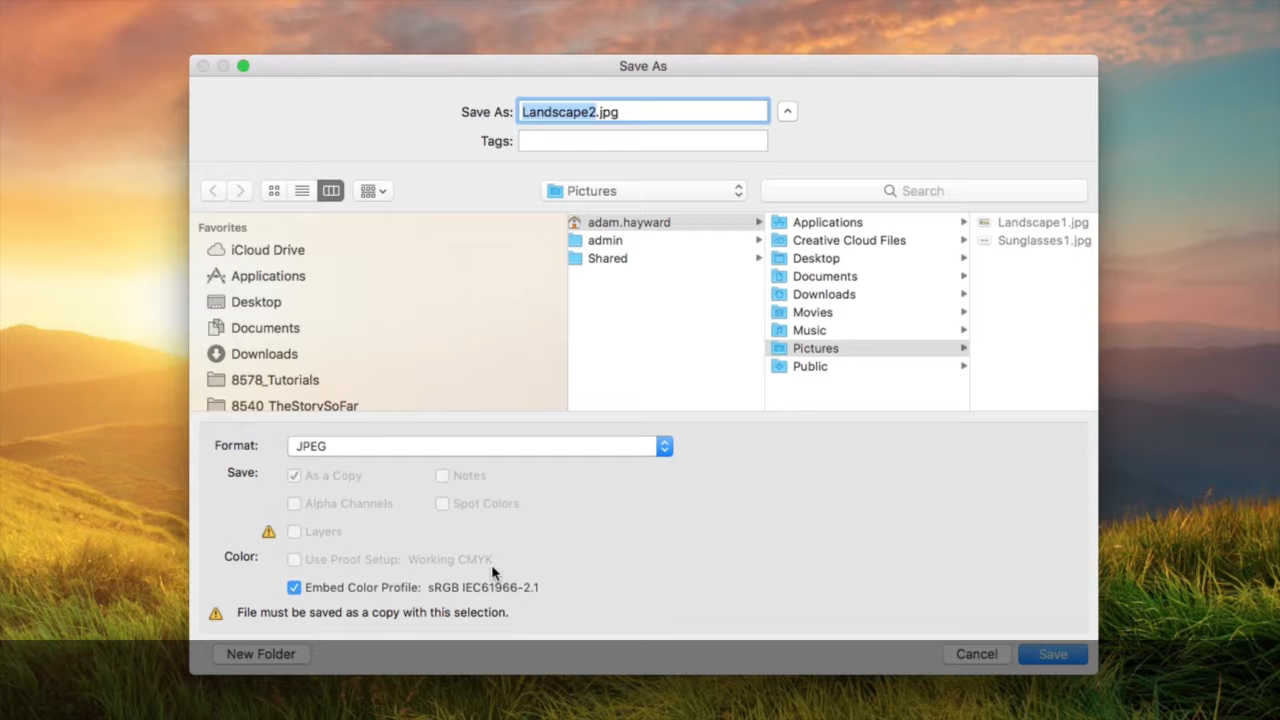 Save As
Save As: Landscape2.jpg
Tags:
Pictures
Search
Favorites
iCloud Drive
Applications
Desktop
Documents
Downloads
8578_Tutorials
8540_TheStorySoFar
adam.hayward
admin
Shared
Applications
Creative Cloud Files
Desktop
Documents
Downloads
Movies
Music
Pictures
Public
Landscape1.jpg
Sunglasses1.jpg
Format: JPEG
Save: As a Copy Notes
Alpha Channels Spot Colors
Layers
Color: Use Proof Setup: Working CMYK
Embed Color Profile: sRGB IEC61966-2.1
File must be saved as a copy with this selection.
New Folder Cancel Save